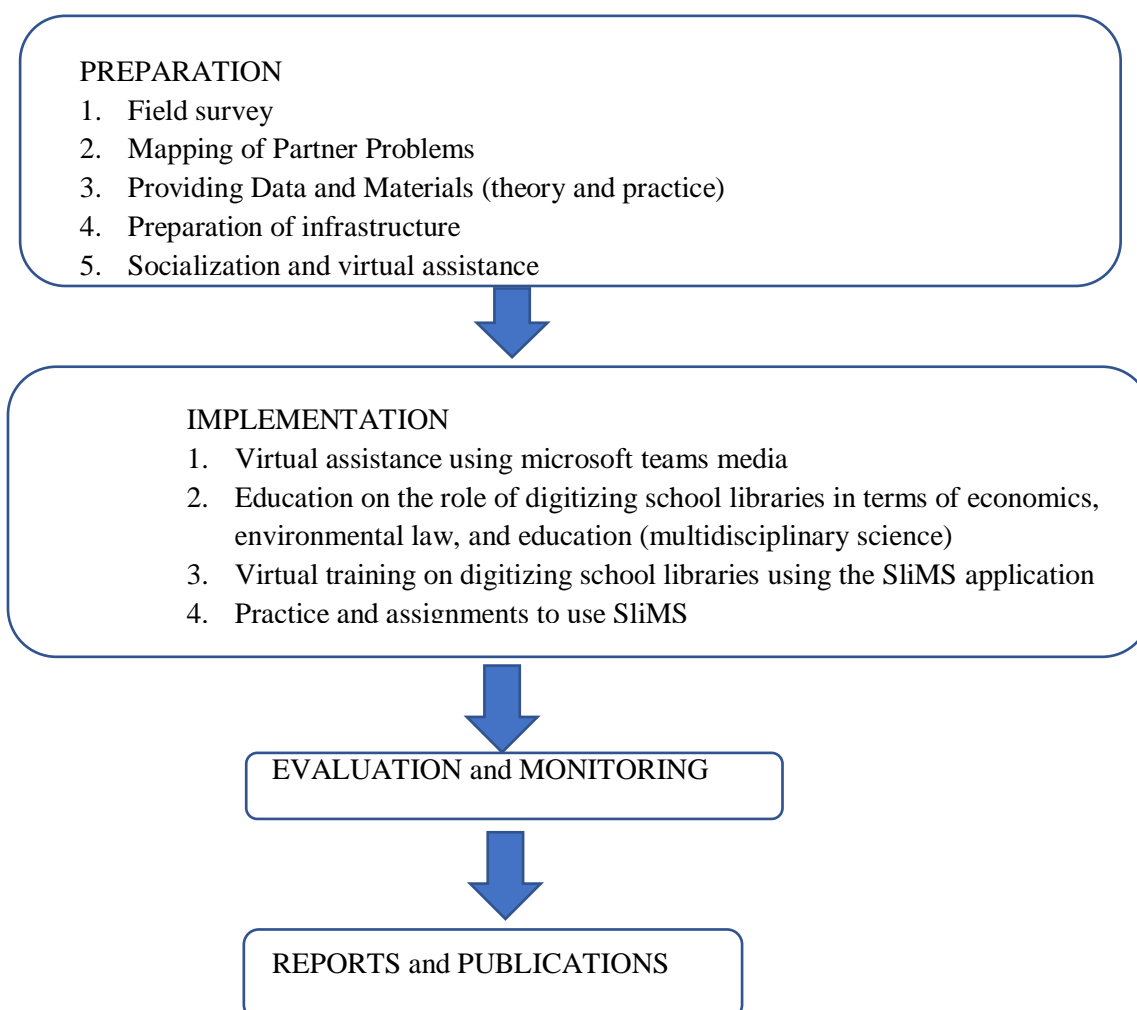 PREPARATION
1. Field survey
2. Mapping of Partner Problems
3. Providing Data and Materials (theory and practice)
4. Preparation of infrastructure
5. Socialization and virtual assistance
IMPLEMENTATION
1. Virtual assistance using microsoft teams media
2. Education on the role of digitizing school libraries in terms of economics,
environmental law, and education (multidisciplinary science)
3. Virtual training on digitizing school libraries using the SliMS application
4. Practice and assignments to use SliMS
EVALUATION and MONITORING
REPORTS and PUBLICATIONS